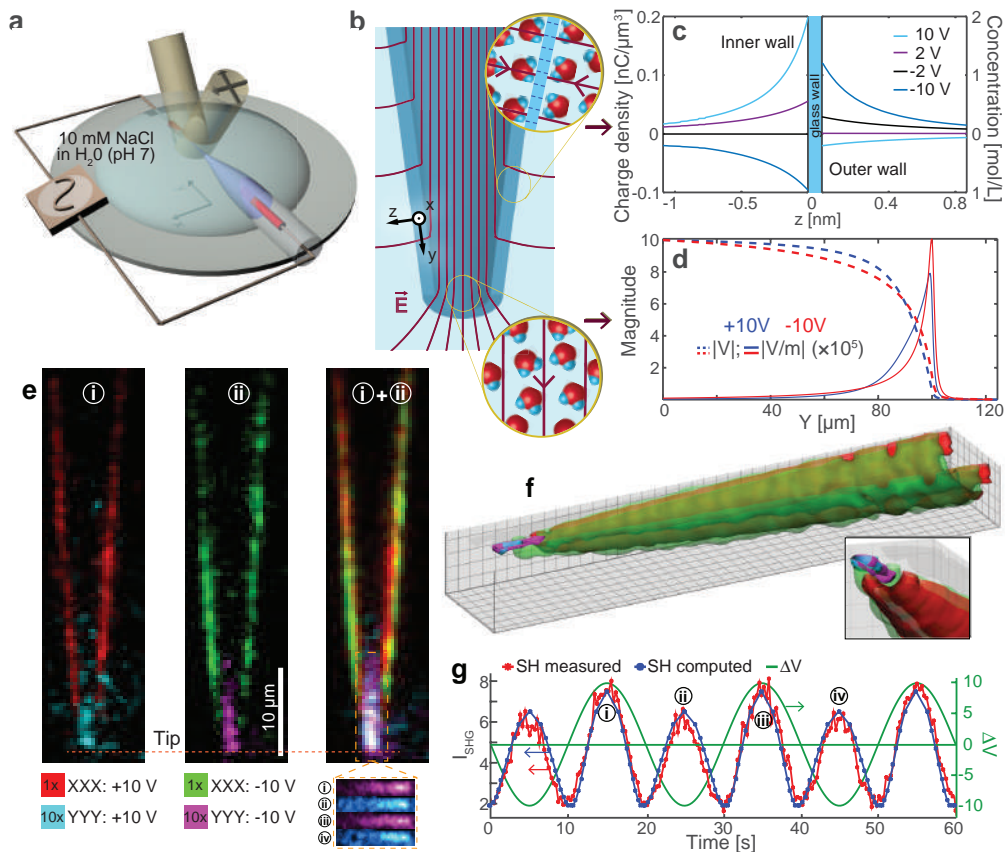 a
10 mM NaCl
in H₂0 (pH 7)
b
z
x
y
E
c
Charge density [nC/μm³]
0.2
0.1
0
-0.1
Inner wall
glass wall
Outer wall
10 V
2 V
-2 V
-10 V
2
1
0
1
Concentration [mol/L]
-1
-0.5
0
0.4
0.8
z [nm]
d
Magnitude
10
8
6
4
2
+10V -10V
|V|; |V/m| (×10⁵)
0
40
80
120
Y [μm]
e
i
ii
i + ii
10 μm
Tip
1x XXX: +10 V
10x YYY: +10 V
1x XXX: -10 V
10x YYY: -10 V
i
ii
iii
iv
f
g
SH measured
SH computed
ΔV
I_SHG
8
6
4
2
i
ii
iii
iv
10
5
0
-5
-10
ΔV
0
10
20
30
40
50
60
Time [s]